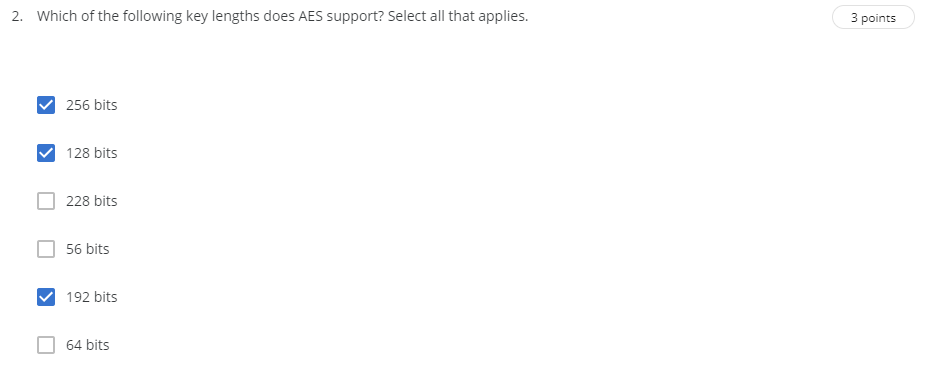 2. Which of the following key lengths does AES support? Select all that applies.
3 points
256 bits
128 bits
228 bits
56 bits
192 bits
64 bits